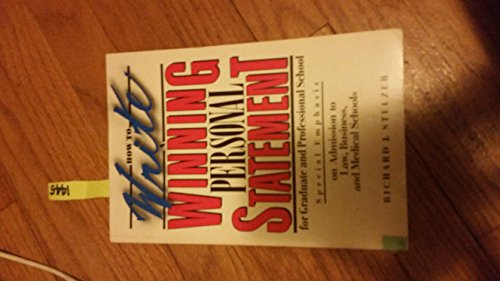 HOW TO
Write
A
WINNING
PERSONAL
STATEMENT
for Graduate and Professional School
Special Emphasis
on Admission to
Law, Business,
and Medical Schools
RICHARD J. STELZER
1445